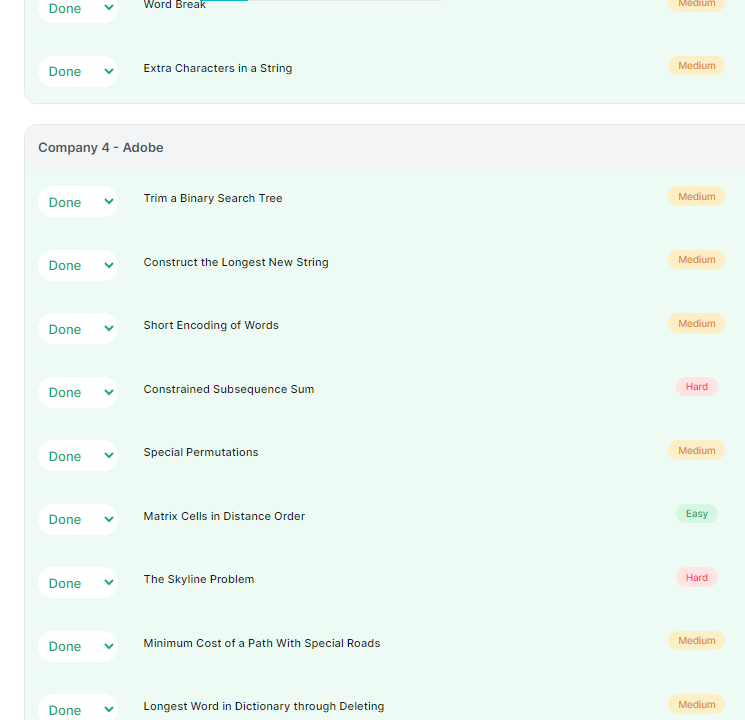 Done Word Break Medium
Done Extra Characters in a String Medium
Company 4 - Adobe
Done Trim a Binary Search Tree Medium
Done Construct the Longest New String Medium
Done Short Encoding of Words Medium
Done Constrained Subsequence Sum Hard
Done Special Permutations Medium
Done Matrix Cells in Distance Order Easy
Done The Skyline Problem Hard
Done Minimum Cost of a Path With Special Roads Medium
Done Longest Word in Dictionary through Deleting Medium